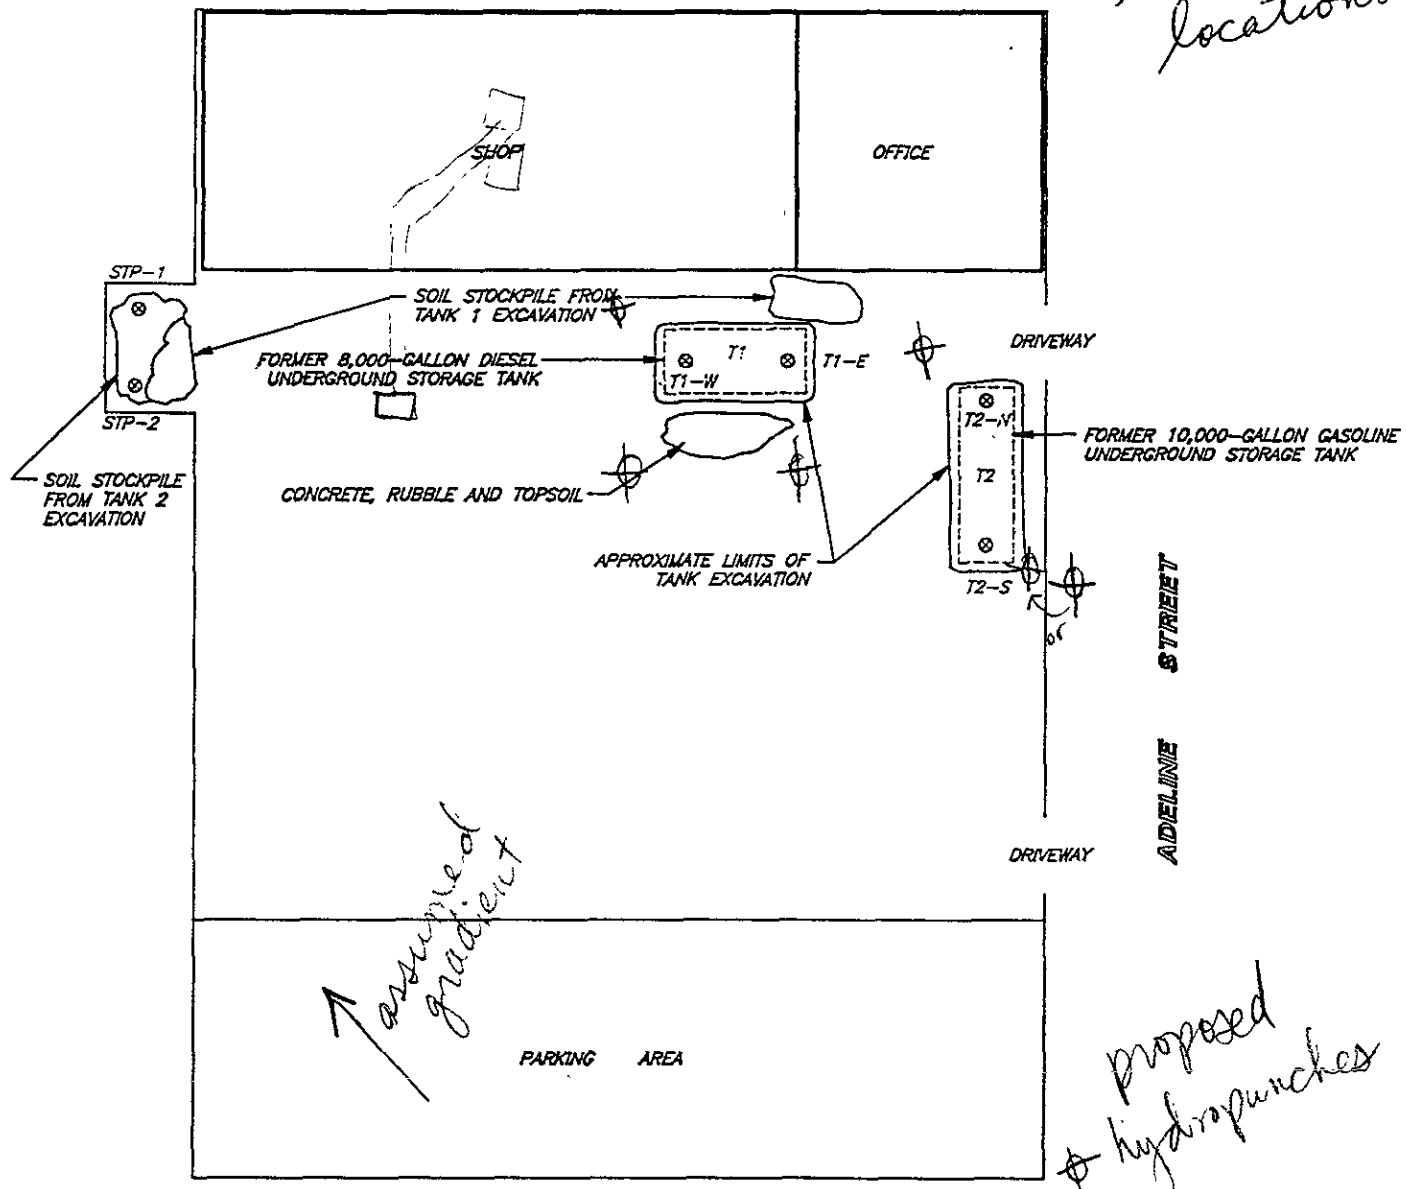 locations
SHOP
OFFICE
STP-1
SOIL STOCKPILE FROM
TANK 1 EXCAVATION
DRIVEWAY
FORMER 8,000-GALLON DIESEL
UNDERGROUND STORAGE TANK
T1
T1-E
T1-W
STP-2
T2-N
FORMER 10,000-GALLON GASOLINE
UNDERGROUND STORAGE TANK
T2
SOIL STOCKPILE
FROM TANK 2
EXCAVATION
CONCRETE, RUBBLE AND TOPSOIL
APPROXIMATE LIMITS OF
TANK EXCAVATION
T2-S
or
ADELINE STREET
DRIVEWAY
assumed
gradient
PARKING AREA
proposed
hydropunches